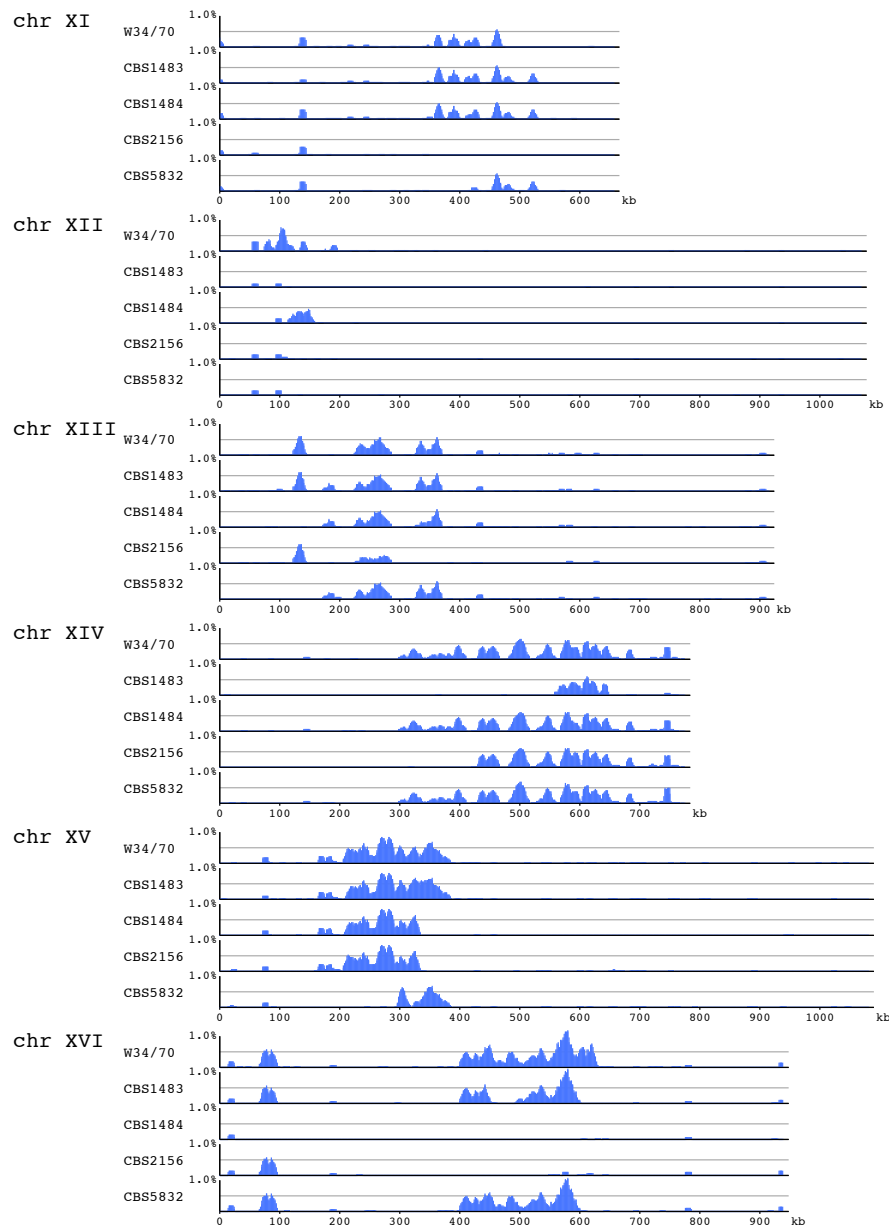 chr XI
1.0%
W34/70
1.0%
CBS1483
1.0%
CBS1484
1.0%
CBS2156
1.0%
CBS5832
0 100 200 300 400 500 600 kb
chr XII
1.0%
W34/70
1.0%
CBS1483
1.0%
CBS1484
1.0%
CBS2156
1.0%
CBS5832
0 100 200 300 400 500 600 700 800 900 1000 kb
chr XIII
1.0%
W34/70
1.0%
CBS1483
1.0%
CBS1484
1.0%
CBS2156
1.0%
CBS5832
0 100 200 300 400 500 600 700 800 900 kb
chr XIV
1.0%
W34/70
1.0%
CBS1483
1.0%
CBS1484
1.0%
CBS2156
1.0%
CBS5832
0 100 200 300 400 500 600 700 kb
chr XV
1.0%
W34/70
1.0%
CBS1483
1.0%
CBS1484
1.0%
CBS2156
1.0%
CBS5832
0 100 200 300 400 500 600 700 800 900 1000 kb
chr XVI
1.0%
W34/70
1.0%
CBS1483
1.0%
CBS1484
1.0%
CBS2156
1.0%
CBS5832
0 100 200 300 400 500 600 700 800 900 kb